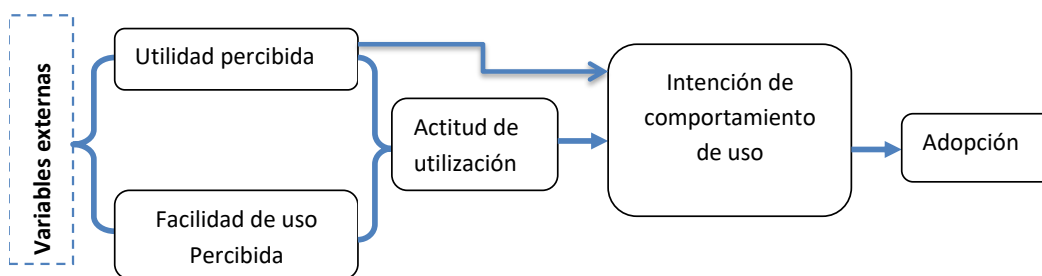 Variables externas
Utilidad percibida
Facilidad de uso
Percibida
Actitud de
utilización
Intención de
comportamiento
de uso
Adopción